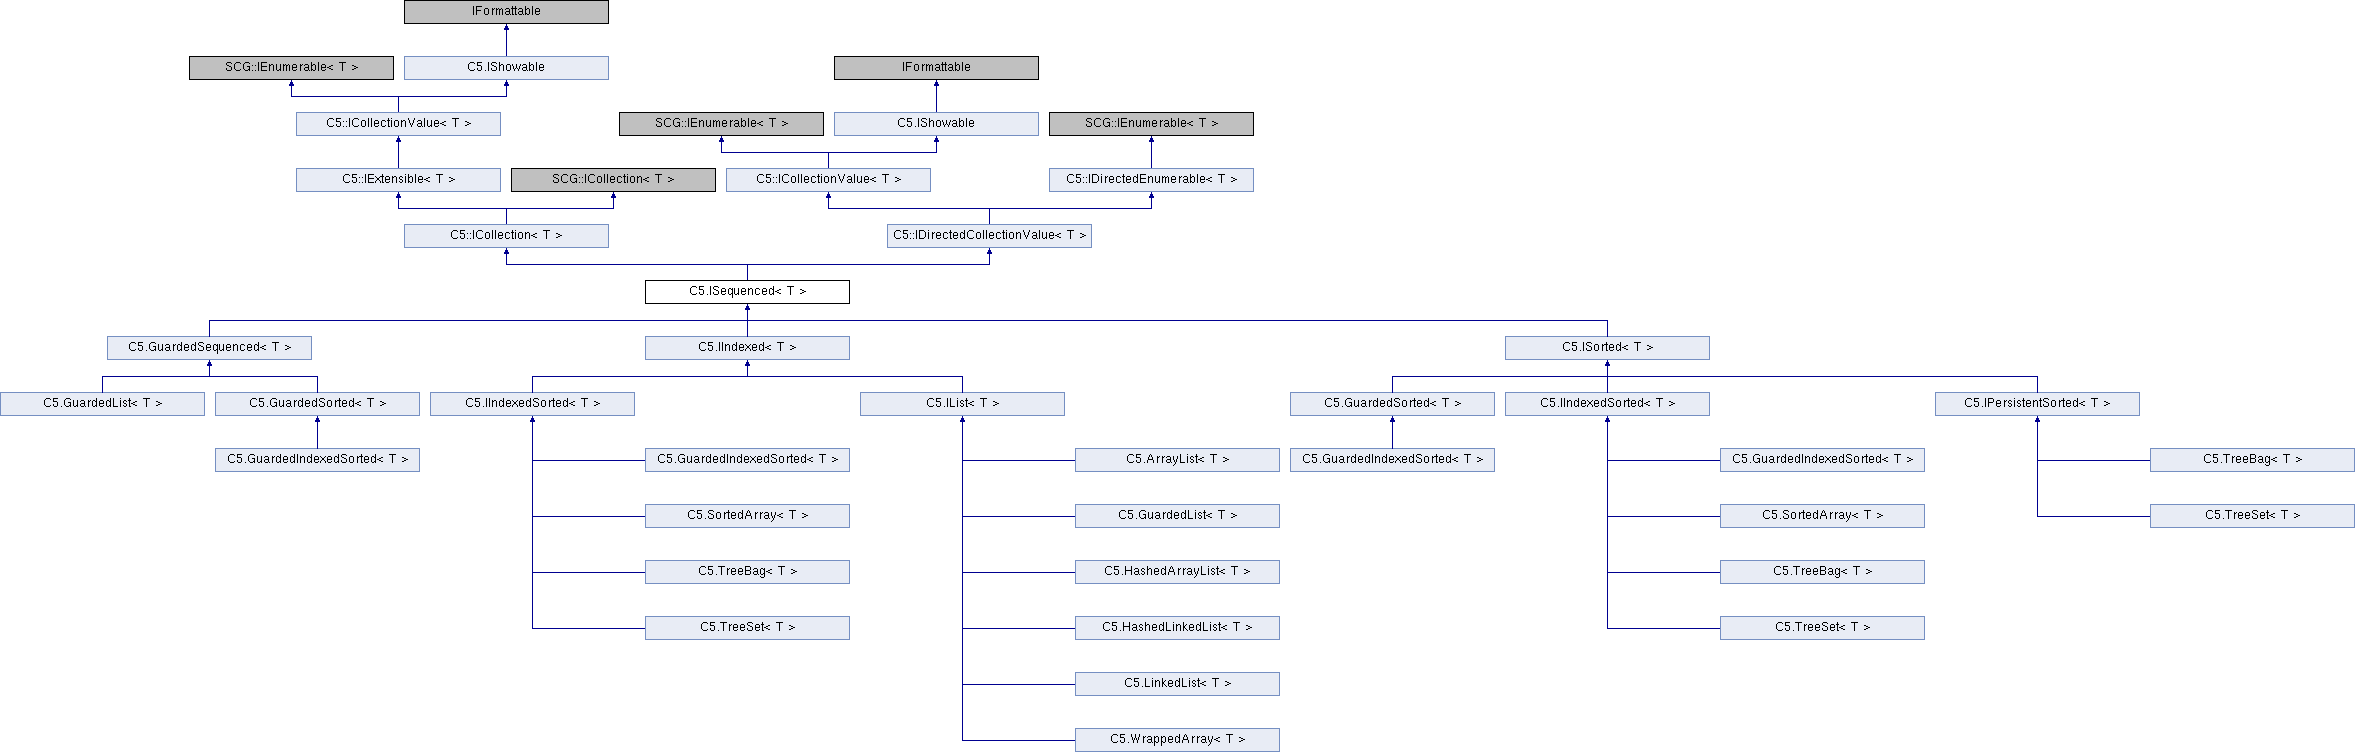 IFormattable
SCG::IEnumerable< T >
C5.IShowable
IFormattable
C5::ICollectionValue< T >
SCG::IEnumerable< T >
C5.IShowable
SCG::IEnumerable< T >
C5::IExtensible< T >
SCG::ICollection< T >
C5::ICollectionValue< T >
C5::IDirectedEnumerable< T >
C5::ICollection< T >
C5::IDirectedCollectionValue< T >
C5.ISequenced< T >
C5.GuardedSequenced< T >
C5.IIndexed< T >
C5.ISorted< T >
C5.GuardedList< T >
C5.GuardedSorted< T >
C5.IIndexedSorted< T >
C5.IList< T >
C5.GuardedSorted< T >
C5.IIndexedSorted< T >
C5.IPersistentSorted< T >
C5.GuardedIndexedSorted< T >
C5.GuardedIndexedSorted< T >
C5.ArrayList< T >
C5.GuardedIndexedSorted< T >
C5.GuardedIndexedSorted< T >
C5.TreeBag< T >
C5.SortedArray< T >
C5.GuardedList< T >
C5.SortedArray< T >
C5.TreeSet< T >
C5.TreeBag< T >
C5.HashedArrayList< T >
C5.TreeBag< T >
C5.TreeSet< T >
C5.HashedLinkedList< T >
C5.TreeSet< T >
C5.LinkedList< T >
C5.WrappedArray< T >